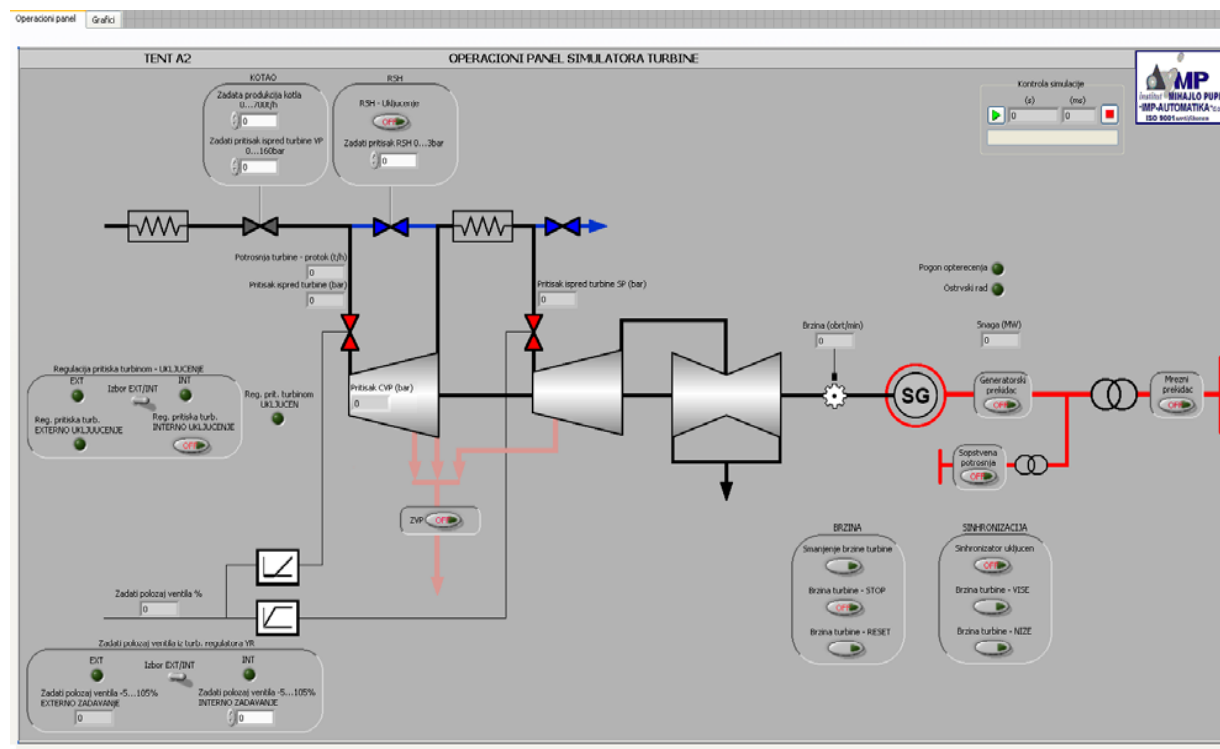 Operacioni panel
Grafici
TENT A2
OPERACIONI PANEL SIMULATORA TURBINE
KOTAO
Zadata produkcija kotla
0...700t/h
0
Zadati pritisak ispred turbine VP
0...160bar
0
RSH
RSH - Ukljucenje
OFF
Zadati pritisak RSH 0...3bar
0
Kontrola simulacije
(s)
(ms)
0
0
MP
Institut MIHAJLO PUPI
"IMP-AUTOMATIKA"
ISO 9001
Potrosnja turbine - protok (t/h)
0
Pritisak ispred turbine (bar)
0
Pritisak ispred turbine SP (bar)
0
Pogon opterecenja
Ostrvski rad
Brzina (obrt/min)
0
Snaga (MW)
0
Regulacija pritiska turbinom - UKLJUCENJE
EXT
Izbor EXT/INT
INT
Reg. pritiska turb.
EXTERNO UKLJUUCENJE
Reg. pritiska turb.
INTERNO UKLJUCENJE
OFF
Reg. prit. turbinom
UKLJUCEN
Pritisak CVP (bar)
0
SG
Generatorski
prekidac
OFF
Mrezni
prekidac
OFF
Sopstvena
potrosnja
OFF
ZVP
OFF
BRZINA
Smanjenje brzine turbine
Brzina turbine - STOP
OFF
Brzina turbine - RESET
SINHRONIZACIJA
Sinhronizator ukljucen
OFF
Brzina turbine - VISE
Brzina turbine - NIZE
Zadati polozaj ventila %
0
Zadati polozaj ventila iz turb. regulatora YR
EXT
Izbor EXT/INT
INT
Zadati polozaj ventila -5...105%
EXTERNO ZADAVANJE
0
Zadati polozaj ventila -5...105%
INTERNO ZADAVANJE
0